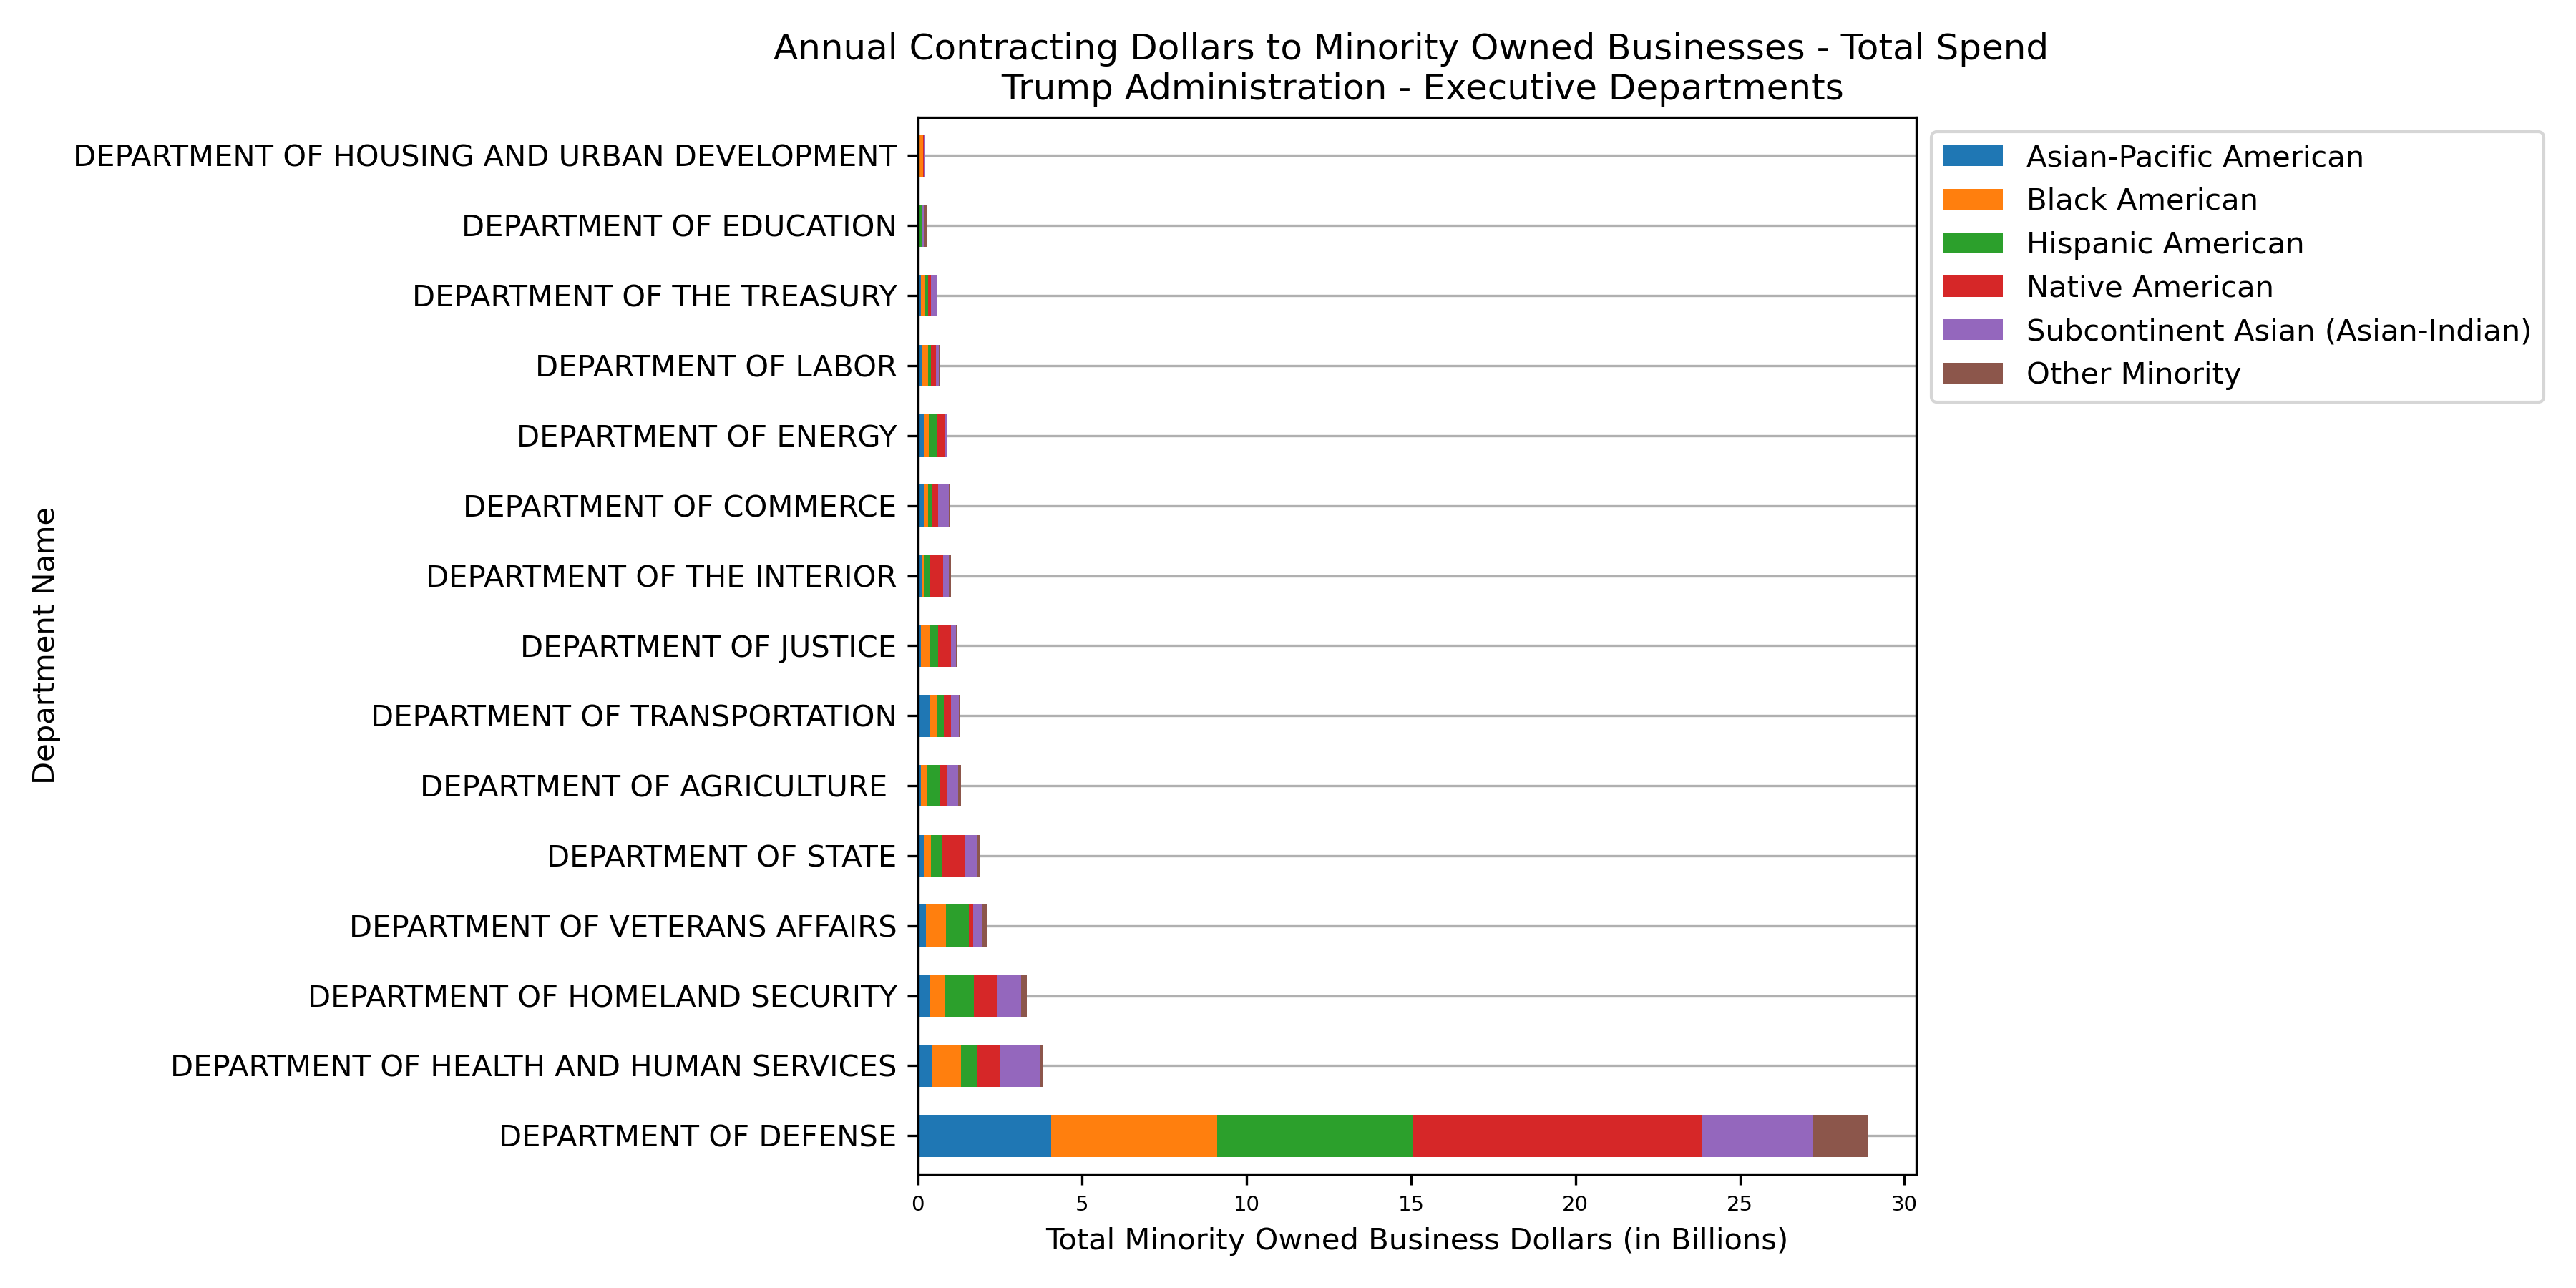 Annual Contracting Dollars to Minority Owned Businesses - Total Spend
Trump Administration - Executive Departments
Department Name
DEPARTMENT OF HOUSING AND URBAN DEVELOPMENT
DEPARTMENT OF EDUCATION
DEPARTMENT OF THE TREASURY
DEPARTMENT OF LABOR
DEPARTMENT OF ENERGY
DEPARTMENT OF COMMERCE
DEPARTMENT OF THE INTERIOR
DEPARTMENT OF JUSTICE
DEPARTMENT OF TRANSPORTATION
DEPARTMENT OF AGRICULTURE
DEPARTMENT OF STATE
DEPARTMENT OF VETERANS AFFAIRS
DEPARTMENT OF HOMELAND SECURITY
DEPARTMENT OF HEALTH AND HUMAN SERVICES
DEPARTMENT OF DEFENSE
0 5 10 15 20 25 30
Total Minority Owned Business Dollars (in Billions)
Asian-Pacific American
Black American
Hispanic American
Native American
Subcontinent Asian (Asian-Indian)
Other Minority